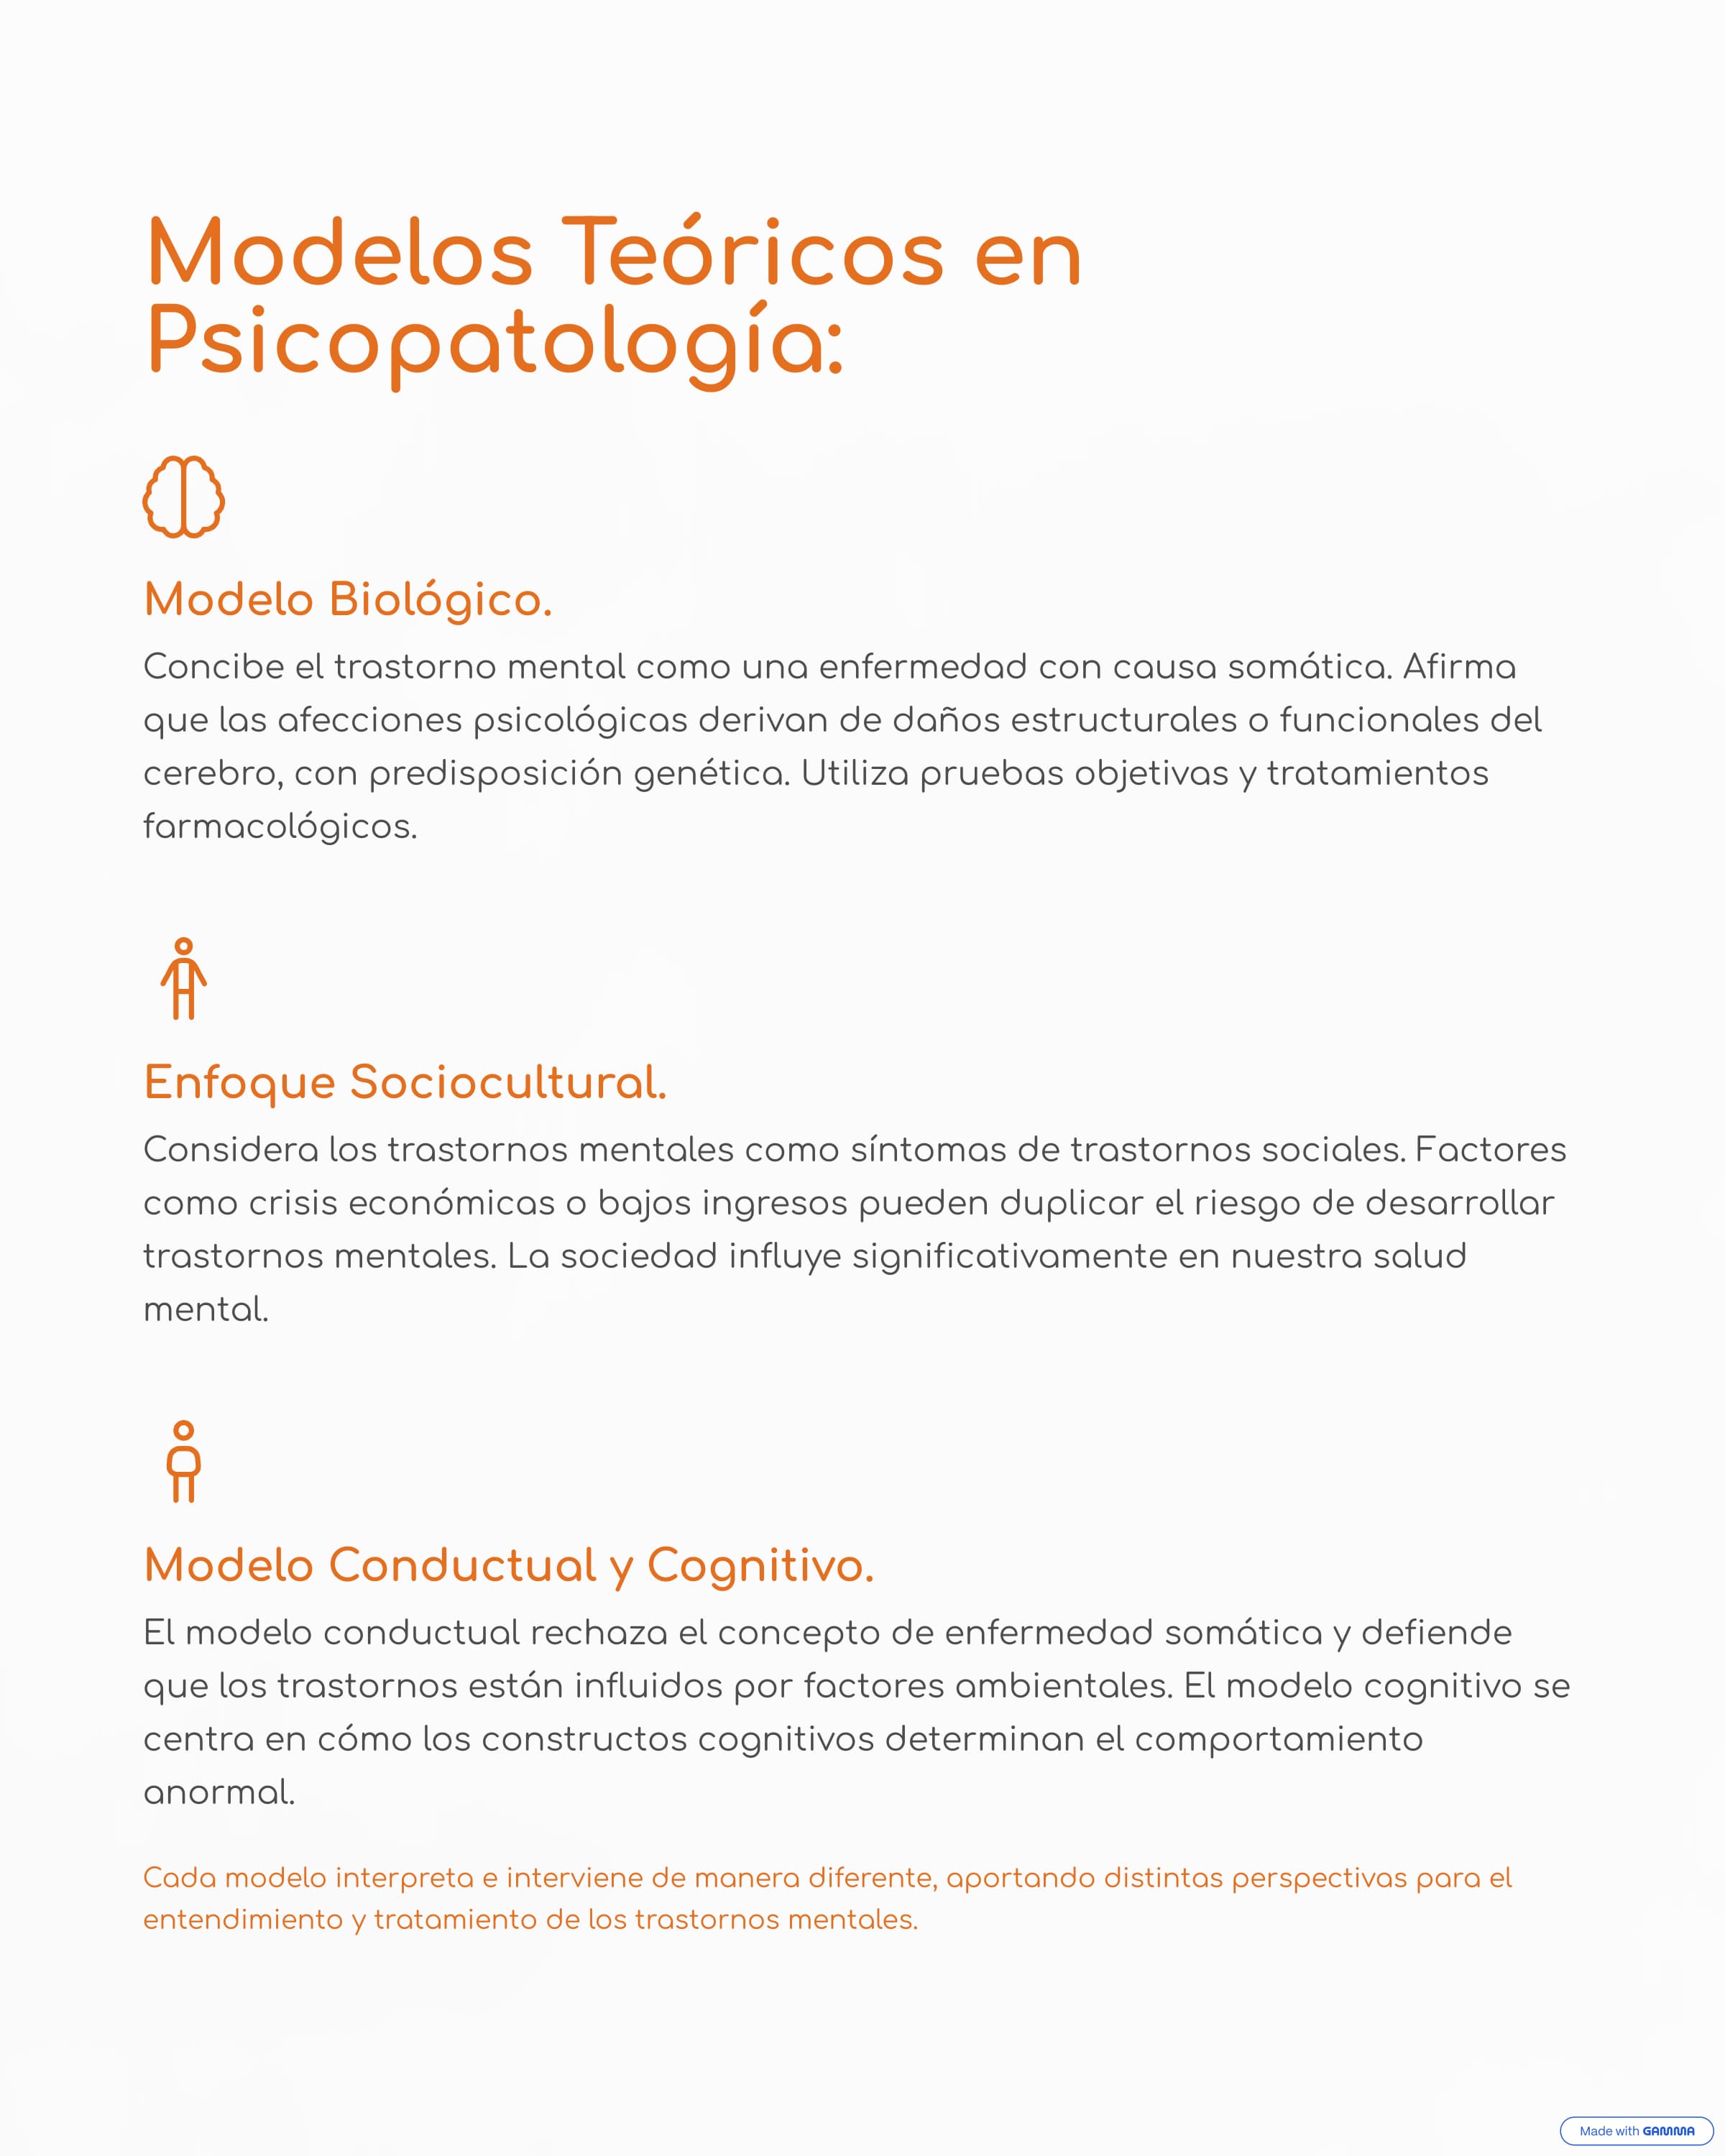 Modelos Teóricos en
Psicopatología:
Modelo Biológico.
Concibe el trastorno mental como una enfermedad con causa somática. Afirma
que las afecciones psicológicas derivan de daños estructurales o funcionales del
cerebro, con predisposición genética. Utiliza pruebas objetivas y tratamientos
farmacológicos.
Enfoque Sociocultural.
Considera los trastornos mentales como síntomas de trastornos sociales. Factores
como crisis económicas o bajos ingresos pueden duplicar el riesgo de desarrollar
trastornos mentales. La sociedad influye significativamente en nuestra salud
mental.
Modelo Conductual y Cognitivo.
El modelo conductual rechaza el concepto de enfermedad somática y defiende
que los trastornos están influidos por factores ambientales. El modelo cognitivo se
centra en cómo los constructos cognitivos determinan el comportamiento
anormal.
Cada modelo interpreta e interviene de manera diferente, aportando distintas perspectivas para el
entendimiento y tratamiento de los trastornos mentales.
Made with GAMMA